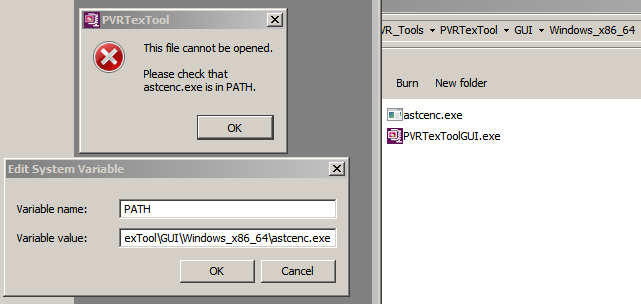 PVRTexTool
This file cannot be opened.
Please check that
astcenc.exe is in PATH.
OK
VR_Tools PVRTexTool GUI Windows_x86_64
Burn New folder
astcenc.exe
PVRTexToolGUI.exe
Edit System Variable
Variable name: PATH
Variable value: exTool\GUI\Windows_x86_64\astcenc.exe
OK Cancel